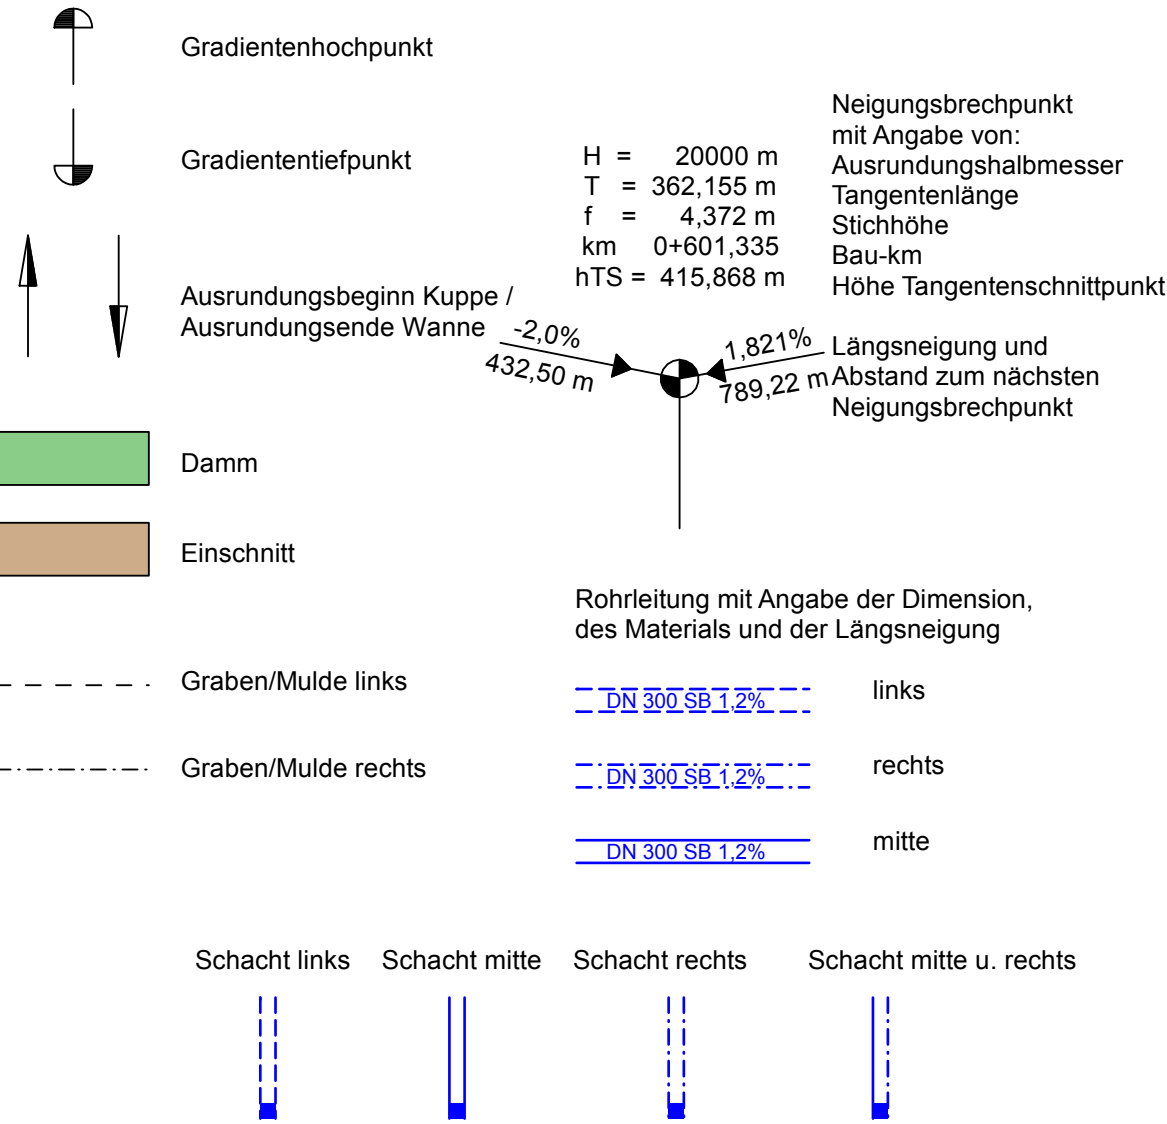 Gradientenhochpunkt
Gradiententiefpunkt
Ausrundungsbeginn Kuppe /
Ausrundungsende Wanne
H = 20000 m
T = 362,155 m
f = 4,372 m
km 0+601,335
hTS = 415,868 m
Neigungsbrechpunkt
mit Angabe von:
Ausrundungshalbmesser
Tangentenlänge
Stichhöhe
Bau-km
Höhe Tangentenschnittpunkt
-2,0%
432,50 m
1,821%
789,22 m
Längsneigung und
Abstand zum nächsten
Neigungsbrechpunkt
Damm
Einschnitt
Graben/Mulde links
Graben/Mulde rechts
Rohrleitung mit Angabe der Dimension,
des Materials und der Längsneigung
DN 300 SB 1,2%
links
DN 300 SB 1,2%
rechts
DN 300 SB 1,2%
mitte
Schacht links
Schacht mitte
Schacht rechts
Schacht mitte u. rechts